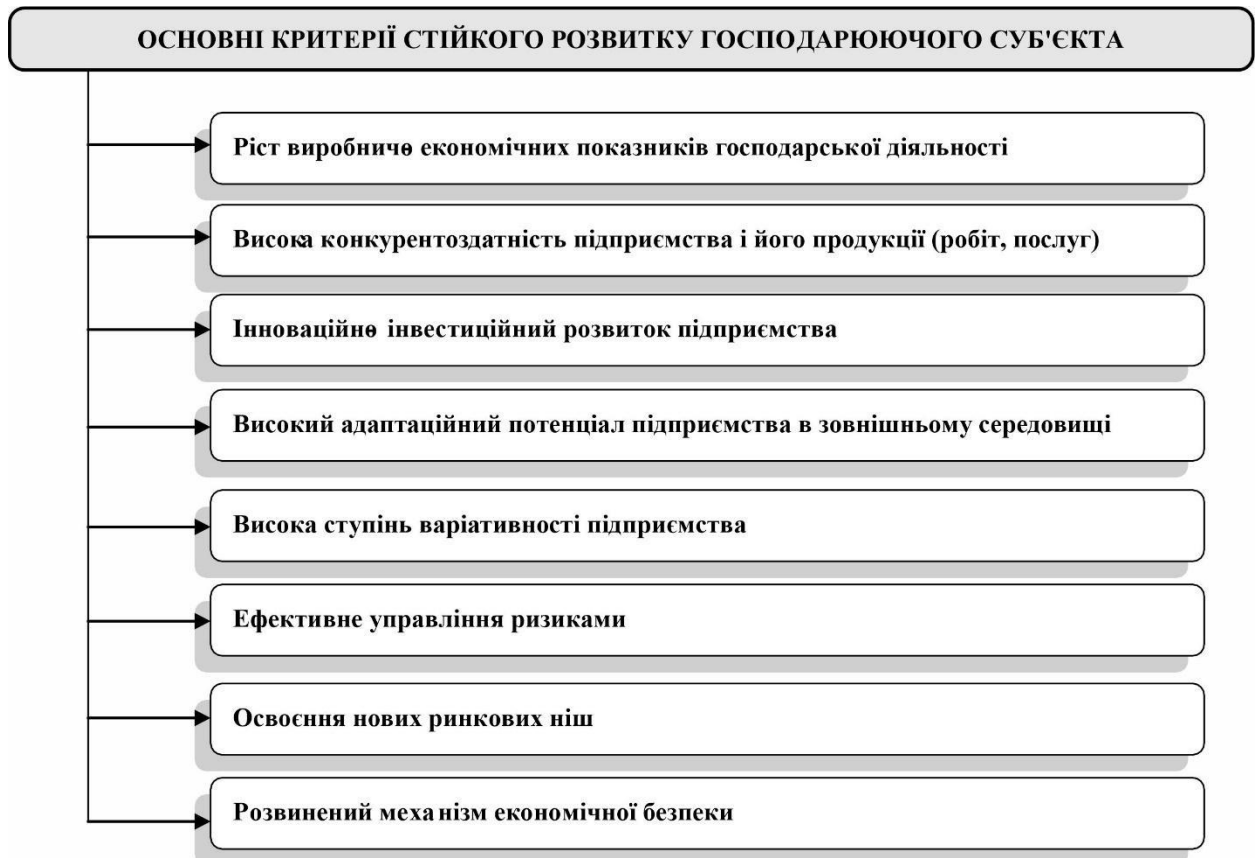 ОСНОВНІ КРИТЕРІЇ СТІЙКОГО РОЗВИТКУ ГОСПОДАРЮЮЧОГО СУБ'ЄКТА
Ріст виробничо економічних показників господарської діяльності
Висока конкурентоздатність підприємства і його продукції (робіт, послуг)
Інноваційно інвестиційний розвиток підприємства
Високий адаптаційний потенціал підприємства в зовнішньому середовищі
Висока ступінь варіативності підприємства
Ефективне управління ризиками
Освоєння нових ринкових ніш
Розвинений механізм економічної безпеки